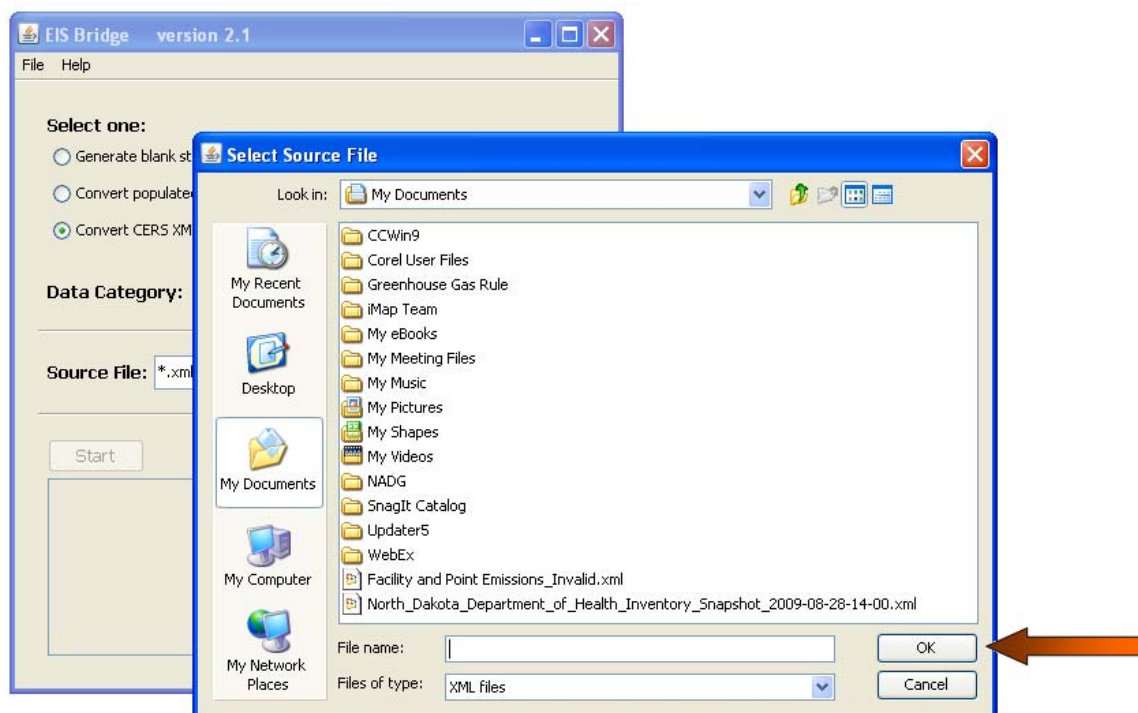 EIS Bridge version 2.1
File Help
Select one:
Generate blank st
Convert populate
Convert CERS XM
Data Category:
Source File: *.xml
Start
Select Source File
Look in: My Documents
My Recent
Documents
Desktop
My Documents
My Computer
My Network
Places
CCWin9
Corel User Files
Greenhouse Gas Rule
iMap Team
My eBooks
My Meeting Files
My Music
My Pictures
My Shapes
My Videos
NADG
SnagIt Catalog
Updater5
WebEx
Facility and Point Emissions_Invalid.xml
North_Dakota_Department_of_Health_Inventory_Snapshot_2009-08-28-14-00.xml
File name:
OK
Files of type: XML files
Cancel